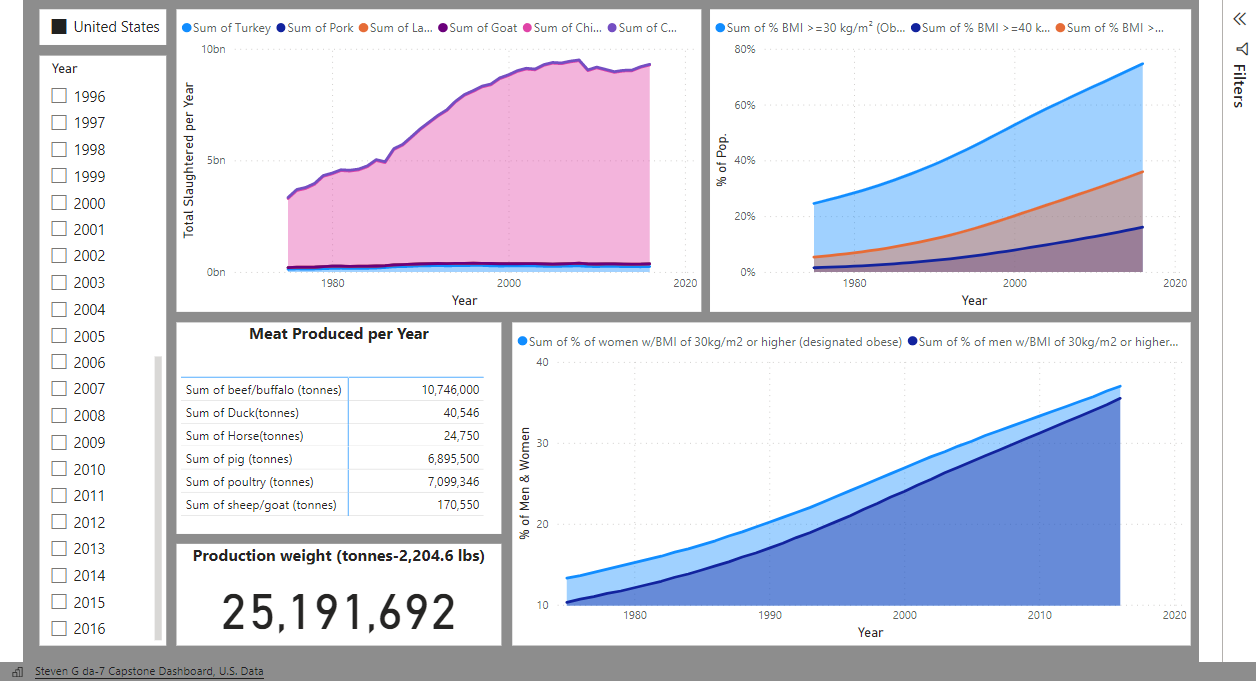 United States
Year
1996
1997
1998
1999
2000
2001
2002
2003
2004
2005
2006
2007
2008
2009
2010
2011
2012
2013
2014
2015
2016
Sum of Turkey Sum of Pork Sum of La... Sum of Goat Sum of Chi... Sum of C...
Total Slaughtered per Year
10bn
5bn
0bn
1980 2000 2020
Year
Sum of % BMI >=30 kg/m² (Ob... Sum of % BMI >=40 k... Sum of % BMI >...
% of Pop.
80%
60%
40%
20%
0%
1980 2000 2020
Year
Meat Produced per Year
Sum of beef/buffalo (tonnes) 10,746,000
Sum of Duck(tonnes) 40,546
Sum of Horse(tonnes) 24,750
Sum of pig (tonnes) 6,895,500
Sum of poultry (tonnes) 7,099,346
Sum of sheep/goat (tonnes) 170,550
Production weight (tonnes-2,204.6 lbs)
25,191,692
Sum of % of women w/BMI of 30kg/m2 or higher (designated obese) Sum of % of men w/BMI of 30kg/m2 or higher...
% of Men & Women
40
30
20
10
1980 1990 2000 2010 2020
Year
Filters
Steven G da-7 Capstone Dashboard, U.S. Data